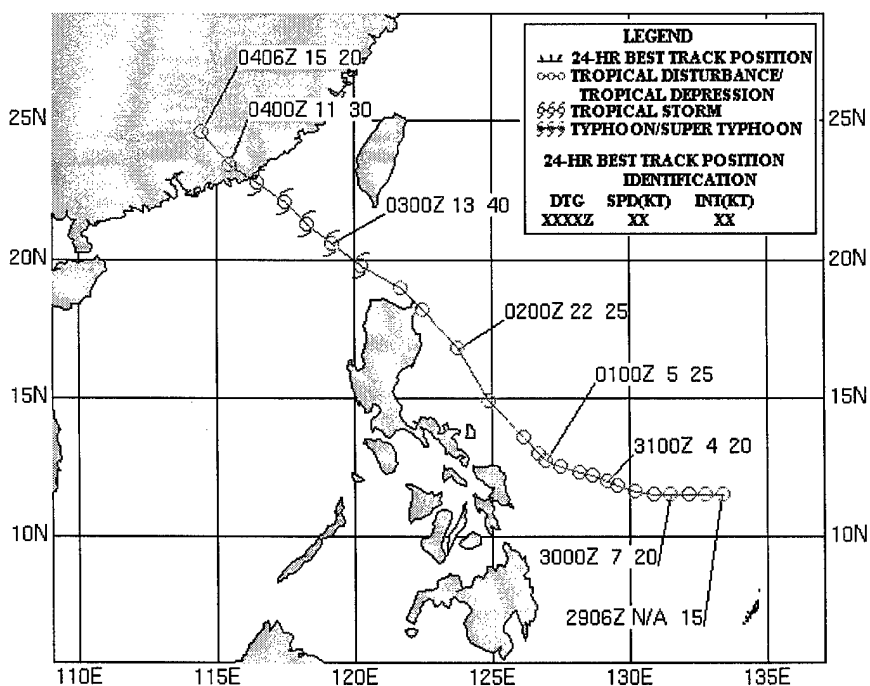 LEGEND
24-HR BEST TRACK POSITION
TROPICAL DISTURBANCE/
TROPICAL DEPRESSION
TROPICAL STORM
TYPHOON/SUPER TYPHOON
24-HR BEST TRACK POSITION
IDENTIFICATION
DTG SPD(KT) INT(KT)
XXXXZ XX XX
0406Z 15 20
0400Z 11 30
25N 25N
0300Z 13 40
20N 20N
0200Z 22 25
0100Z 5 25
15N 15N
3100Z 4 20
10N 10N
3000Z 7 20
2906Z N/A 15
110E 115E 120E 125E 130E 135E